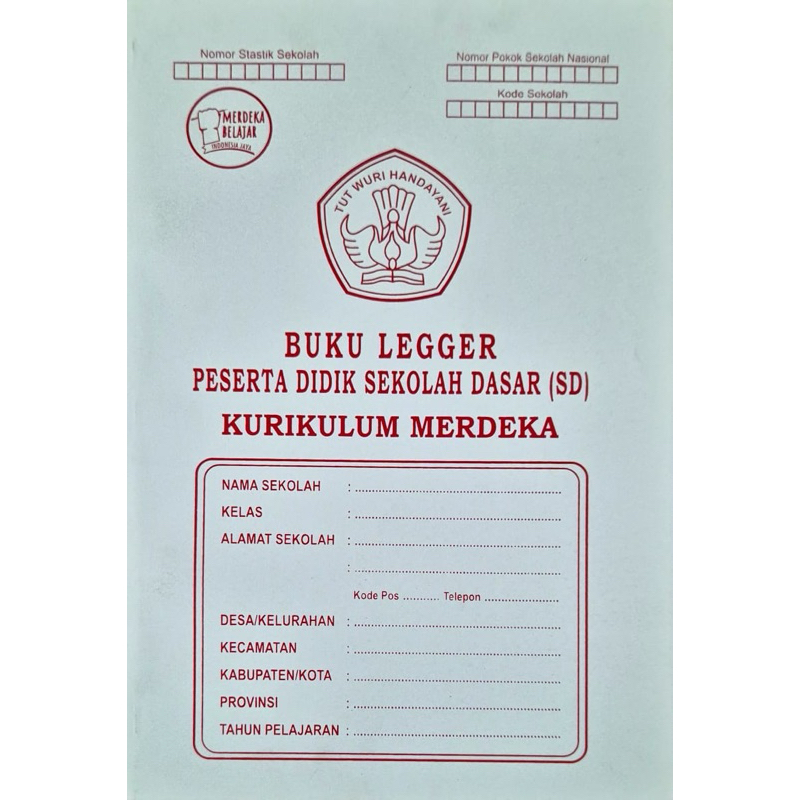 Nomor Stastik Sekolah
Nomor Pokok Sekolah Nasional
Kode Sekolah
MERDEKA
BELAJAR
INDONESIA JAYA
TUT WURI HANDAYANI
BUKU LEGGER
PESERTA DIDIK SEKOLAH DASAR (SD)
KURIKULUM MERDEKA
NAMA SEKOLAH : ................................................
KELAS : ................................................
ALAMAT SEKOLAH : ................................................
: ................................................
Kode Pos ........... Telepon ......................
DESA/KELURAHAN : ................................................
KECAMATAN : ................................................
KABUPATEN/KOTA : ................................................
PROVINSI : ................................................
TAHUN PELAJARAN : ................................................